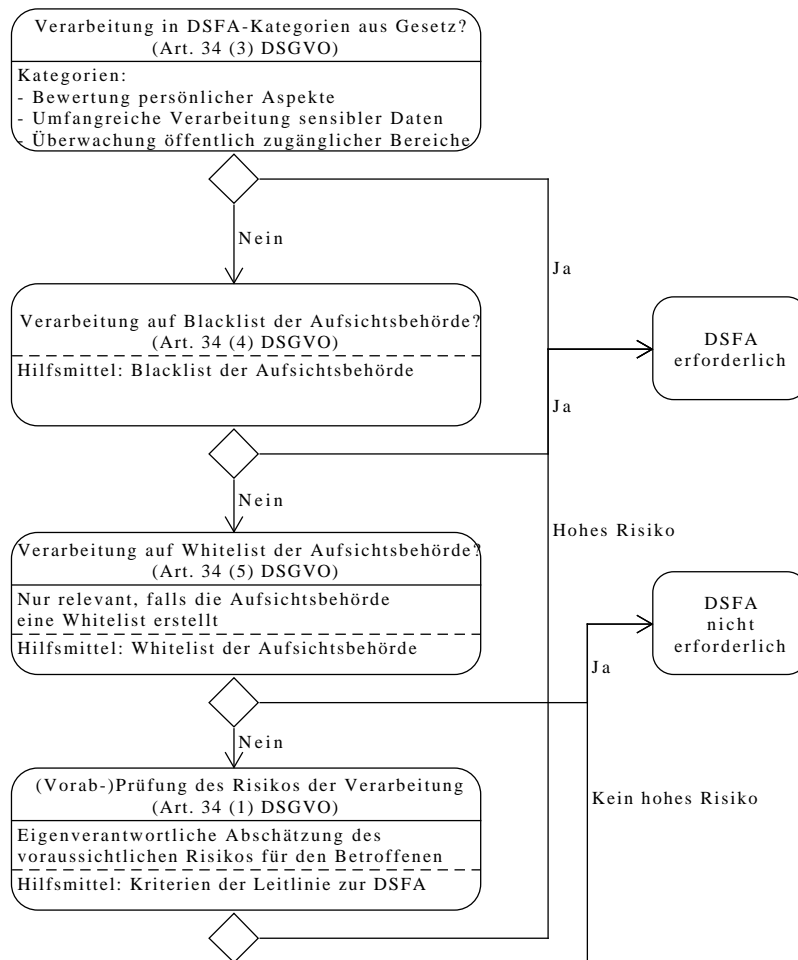 Verarbeitung in DSFA-Kategorien aus Gesetz?
(Art. 34 (3) DSGVO)
Kategorien:
- Bewertung persönlicher Aspekte
- Umfangreiche Verarbeitung sensibler Daten
- Überwachung öffentlich zugänglicher Bereiche
Nein
Ja
Verarbeitung auf Blacklist der Aufsichtsbehörde?
(Art. 34 (4) DSGVO)
Hilfsmittel: Blacklist der Aufsichtsbehörde
DSFA
erforderlich
Ja
Nein
Hohes Risiko
Verarbeitung auf Whitelist der Aufsichtsbehörde?
(Art. 34 (5) DSGVO)
Nur relevant, falls die Aufsichtsbehörde
eine Whitelist erstellt
Hilfsmittel: Whitelist der Aufsichtsbehörde
DSFA
nicht
erforderlich
Ja
Nein
(Vorab-)Prüfung des Risikos der Verarbeitung
(Art. 34 (1) DSGVO)
Eigenverantwortliche Abschätzung des
voraussichtlichen Risikos für den Betroffenen
Hilfsmittel: Kriterien der Leitlinie zur DSFA
Kein hohes Risiko